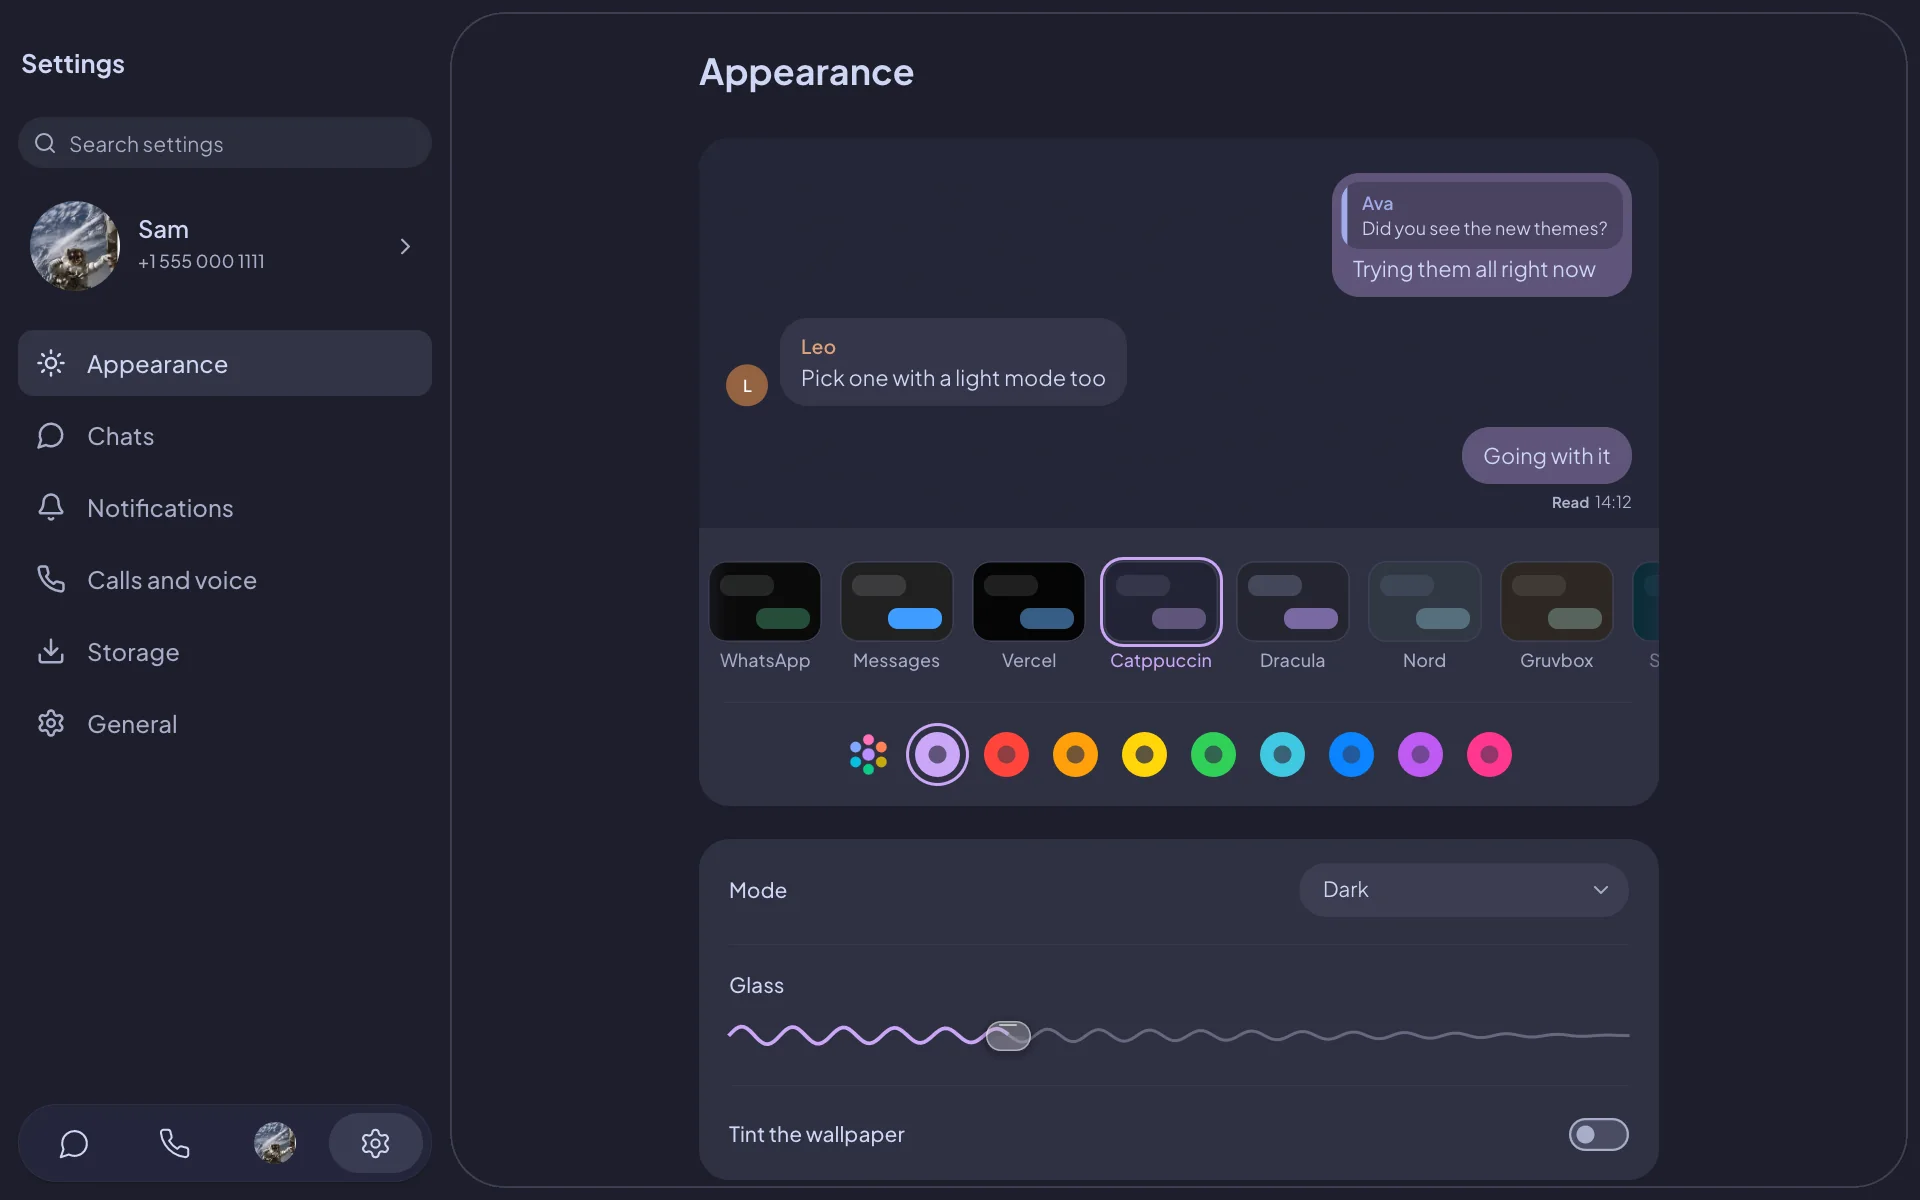 Settings
Search settings
Sam
+1 555 000 1111
Appearance
Chats
Notifications
Calls and voice
Storage
General
Appearance
Ava
Did you see the new themes?
Trying them all right now
Leo
L
Pick one with a light mode too
Going with it
Read 14:12
WhatsApp
Messages
Vercel
Catppuccin
Dracula
Nord
Gruvbox
S
Mode
Dark
Glass
Tint the wallpaper